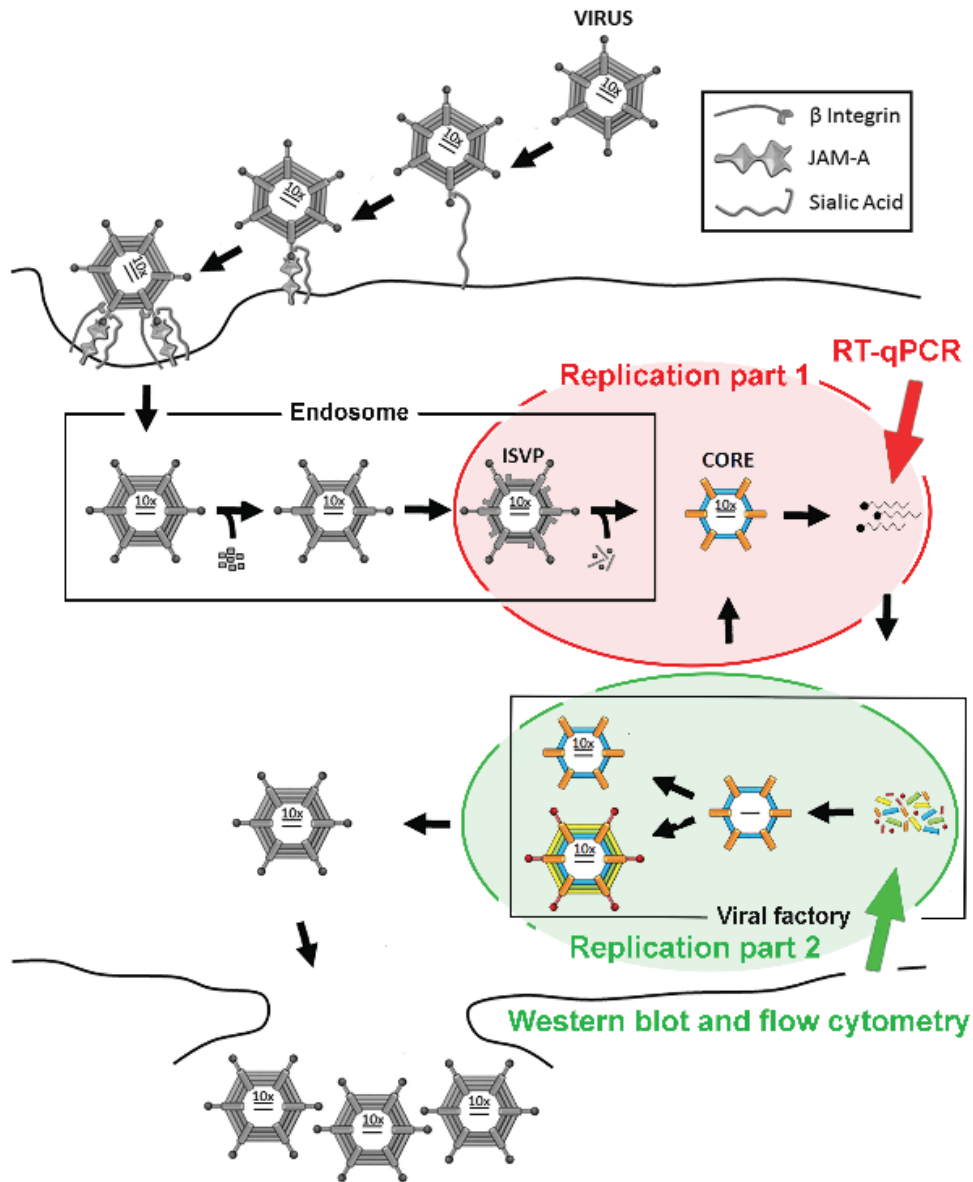 VIRUS
10x
10x
10x
10x
β Integrin
JAM-A
Sialic Acid
RT-qPCR
Replication part 1
Endosome
ISVP
CORE
10x
10x
10x
10x
10x
10x
10x
Viral factory
Replication part 2
Western blot and flow cytometry
10x
10x
10x